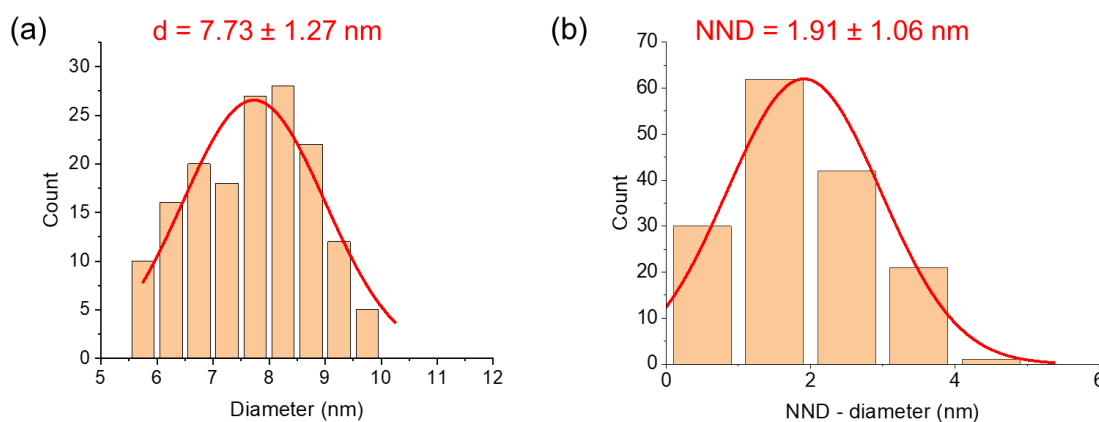 (a)
d = 7.73 ± 1.27 nm
30
25
20
15
10
5
0
Count
5 6 7 8 9 10 11 12
Diameter (nm)
(b)
NND = 1.91 ± 1.06 nm
70
60
50
40
30
20
10
0
Count
0 2 4 6
NND - diameter (nm)